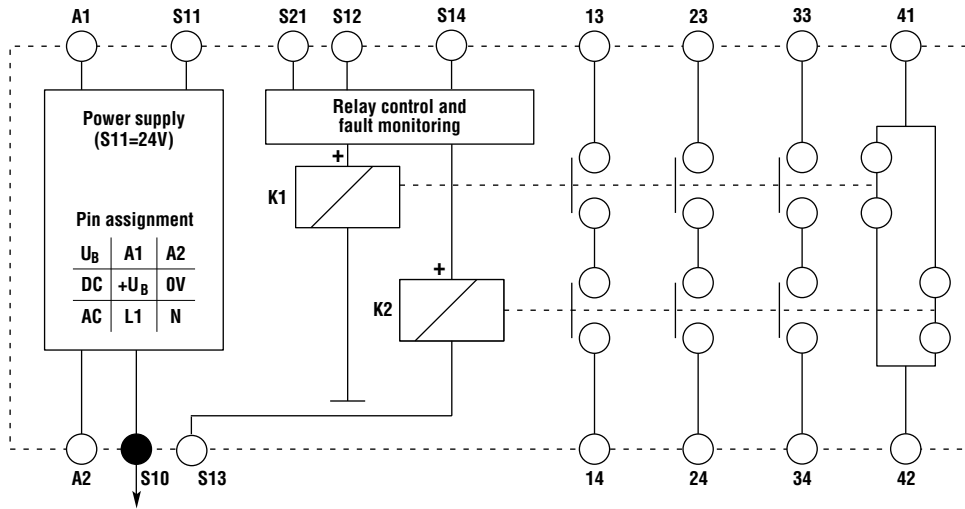 A1 S11 S21 S12 S14 13 23 33 41
Power supply
(S11=24V)
Relay control and
fault monitoring
+
K1
Pin assignment
UB A1 A2
DC +UB 0V
AC L1 N
+
K2
A2 S10 S13 14 24 34 42